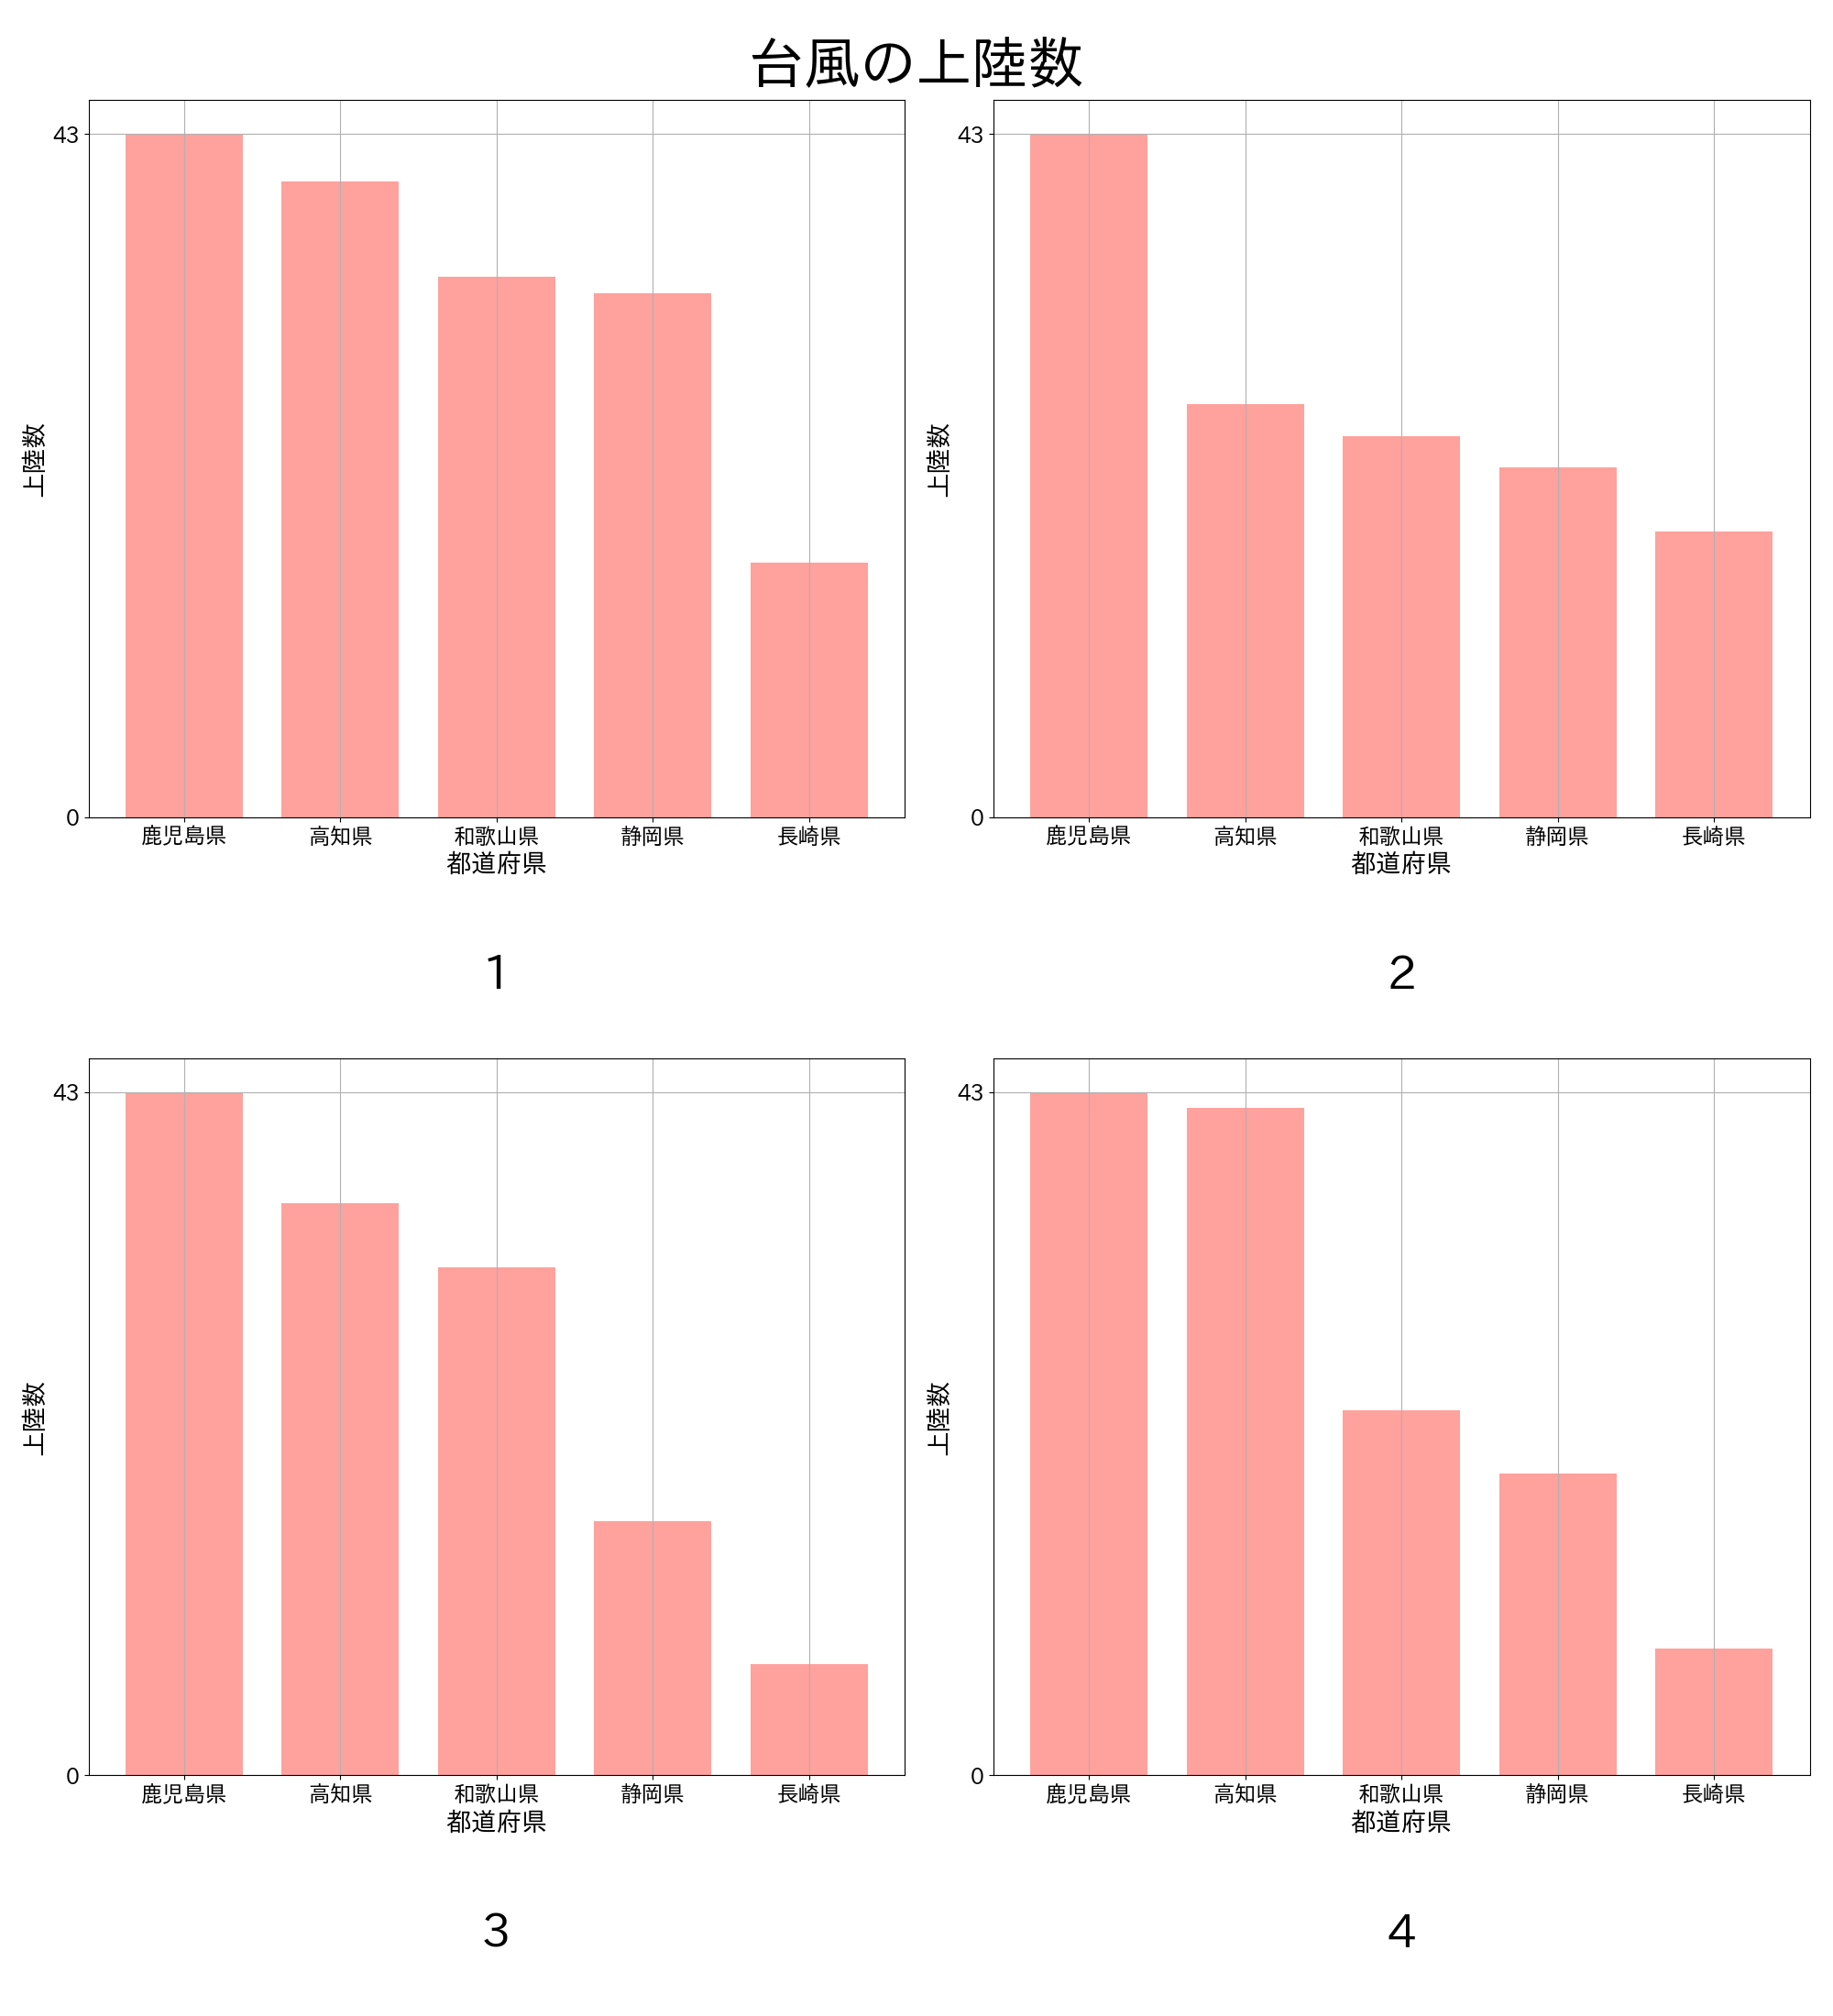 台風の上陸数
43
0
上陸数
鹿児島県 高知県 和歌山県 静岡県 長崎県
都道府県
1
43
0
上陸数
鹿児島県 高知県 和歌山県 静岡県 長崎県
都道府県
2
43
0
上陸数
鹿児島県 高知県 和歌山県 静岡県 長崎県
都道府県
3
43
0
上陸数
鹿児島県 高知県 和歌山県 静岡県 長崎県
都道府県
4